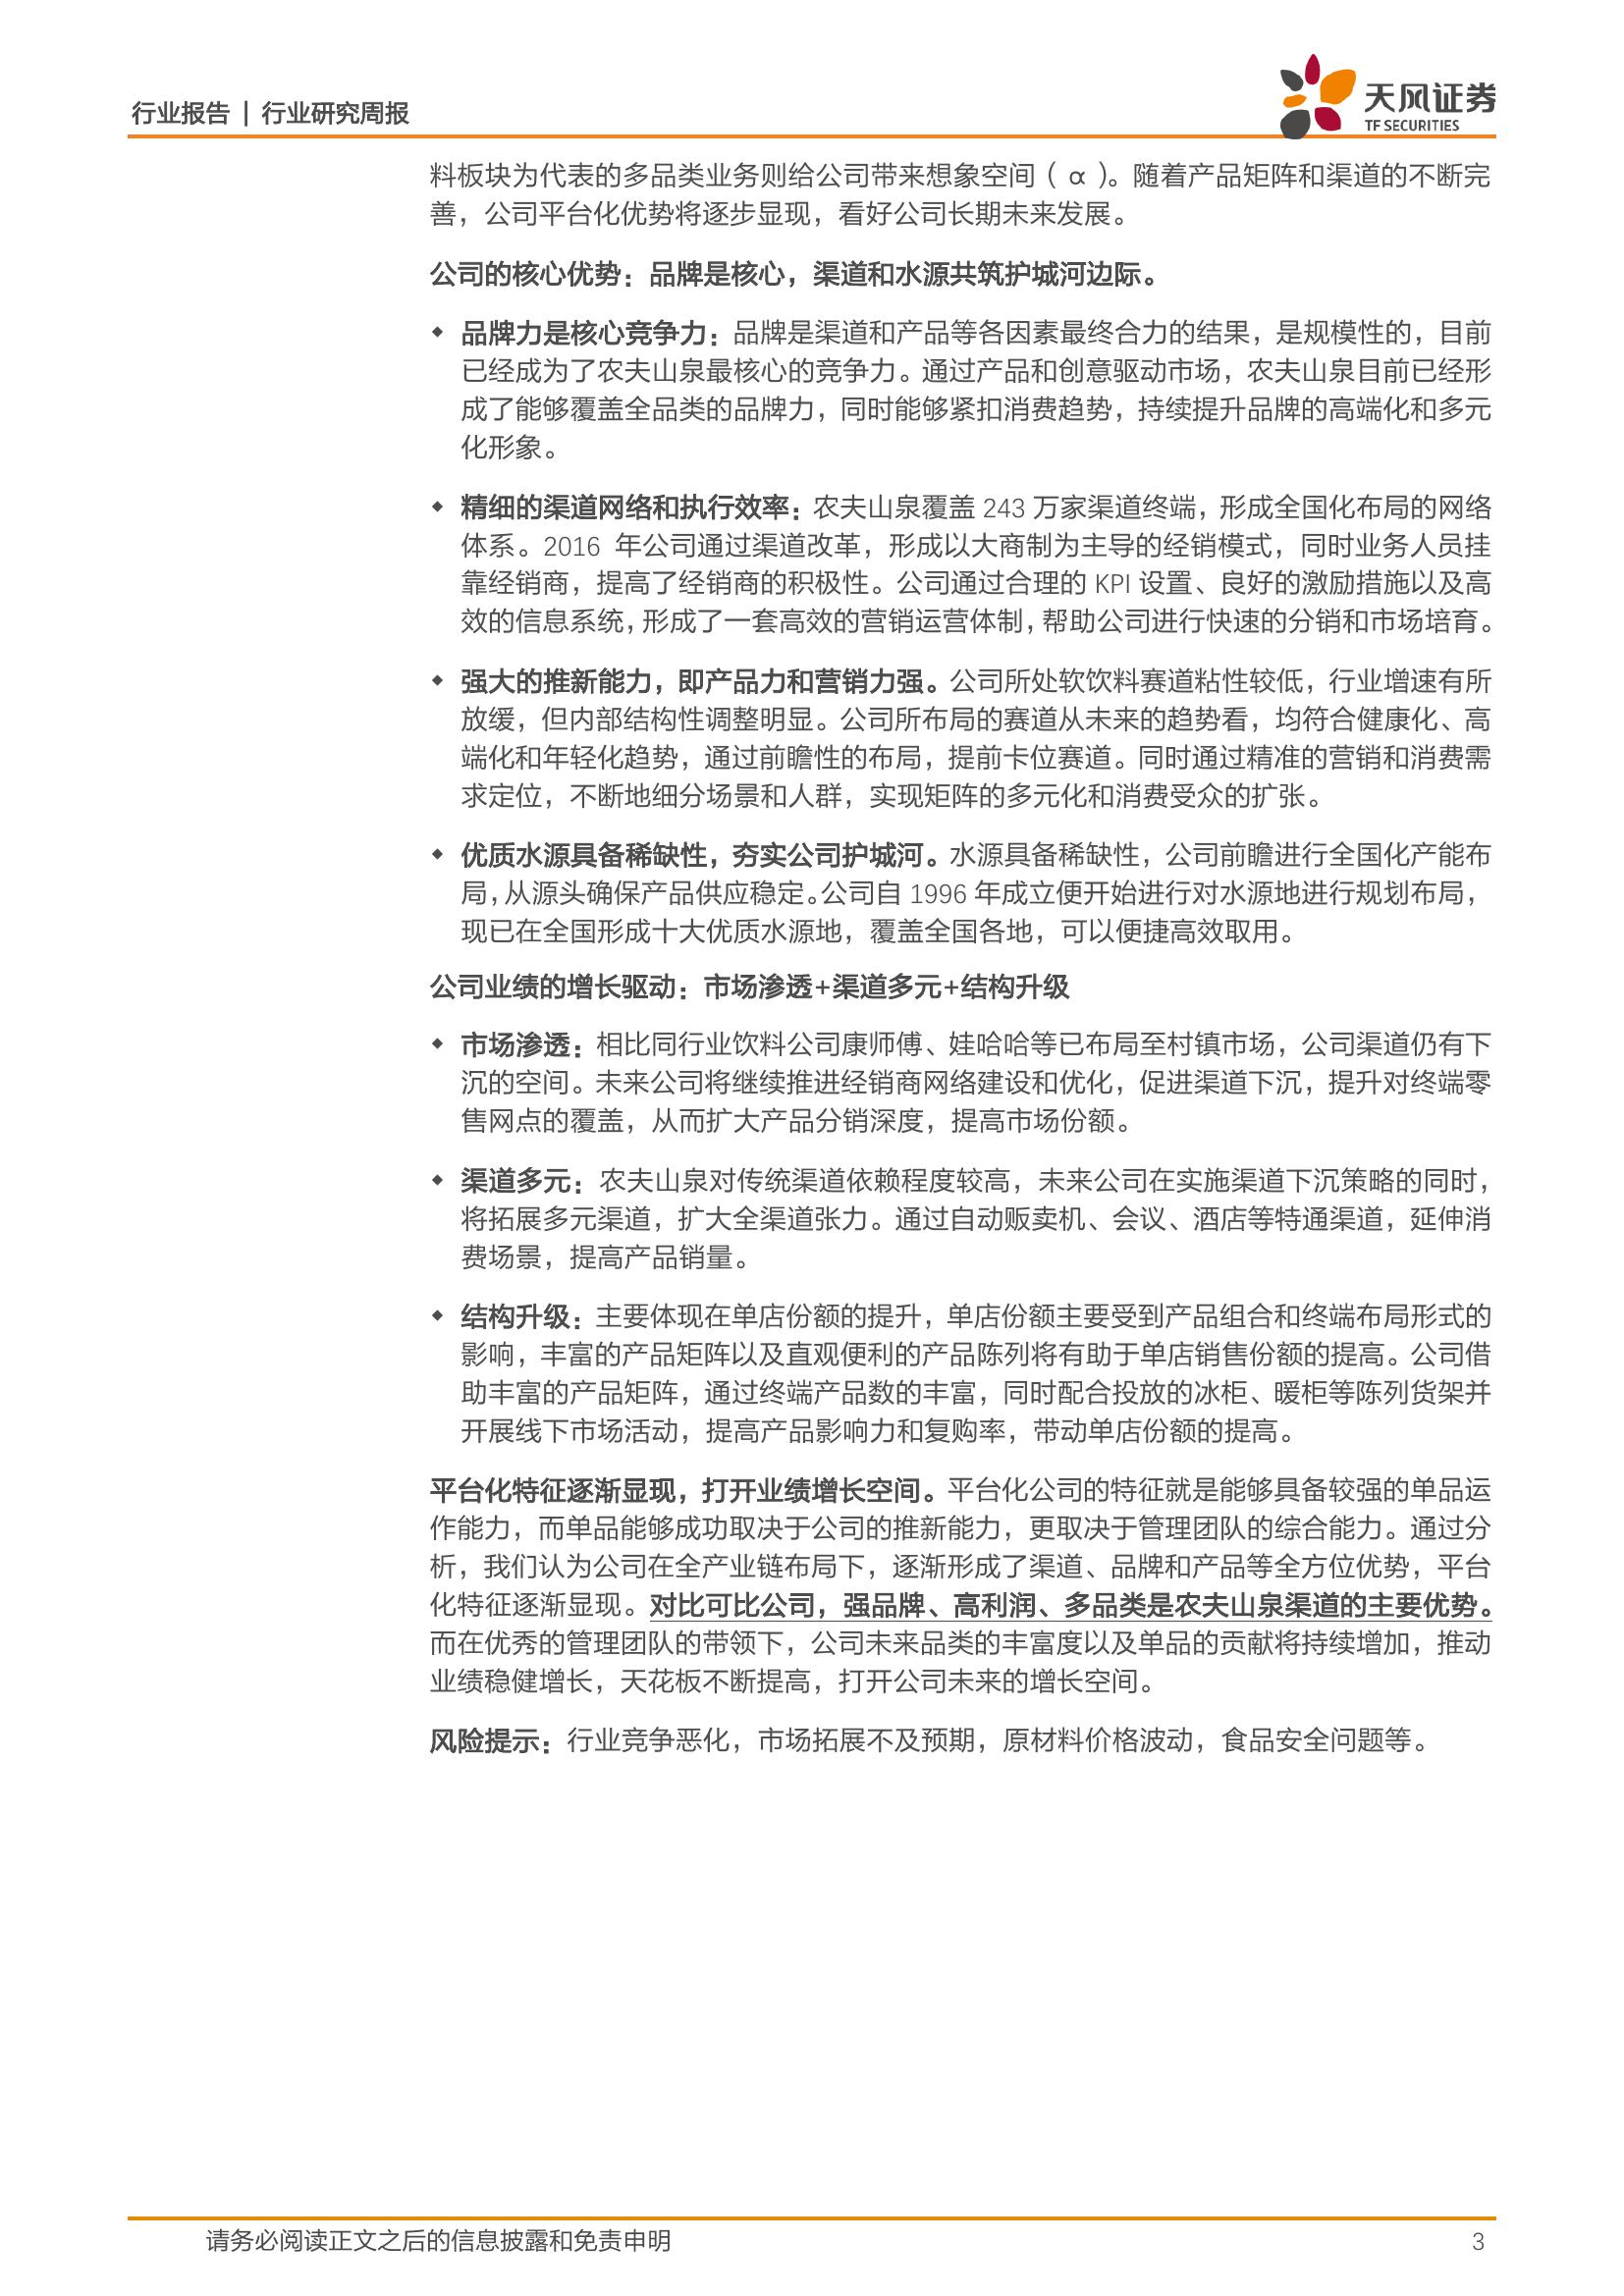 行业报告 | 行业研究周报
天风证券
TF SECURITIES
料板块为代表的多品类业务则给公司带来想象空间（α）。随着产品矩阵和渠道的不断完
善，公司平台化优势将逐步显现，看好公司长期未来发展。
公司的核心优势：品牌是核心，渠道和水源共筑护城河边际。
◆ 品牌力是核心竞争力：品牌是渠道和产品等各因素最终合力的结果，是规模性的，目前
已经成为了农夫山泉最核心的竞争力。通过产品和创意驱动市场，农夫山泉目前已经形
成了能够覆盖全品类的品牌力，同时能够紧扣消费趋势，持续提升品牌的高端化和多元
化形象。
◆ 精细的渠道网络和执行效率：农夫山泉覆盖 243 万家渠道终端，形成全国化布局的网络
体系。2016 年公司通过渠道改革，形成以大商制为主导的经销模式，同时业务人员挂
靠经销商，提高了经销商的积极性。公司通过合理的 KPI 设置、良好的激励措施以及高
效的信息系统，形成了一套高效的营销运营体制，帮助公司进行快速的分销和市场培育。
◆ 强大的推新能力，即产品力和营销力强。公司所处软饮料赛道粘性较低，行业增速有所
放缓，但内部结构性调整明显。公司所布局的赛道从未来的趋势看，均符合健康化、高
端化和年轻化趋势，通过前瞻性的布局，提前卡位赛道。同时通过精准的营销和消费需
求定位，不断地细分场景和人群，实现矩阵的多元化和消费受众的扩张。
◆ 优质水源具备稀缺性，夯实公司护城河。水源具备稀缺性，公司前瞻进行全国化产能布
局，从源头确保产品供应稳定。公司自 1996 年成立便开始进行对水源地进行规划布局，
现已在全国形成十大优质水源地，覆盖全国各地，可以便捷高效取用。
公司业绩的增长驱动：市场渗透+渠道多元+结构升级
◆ 市场渗透：相比同行业饮料公司康师傅、娃哈哈等已布局至村镇市场，公司渠道仍有下
沉的空间。未来公司将继续推进经销商网络建设和优化，促进渠道下沉，提升对终端零
售网点的覆盖，从而扩大产品分销深度，提高市场份额。
◆ 渠道多元：农夫山泉对传统渠道依赖程度较高，未来公司在实施渠道下沉策略的同时，
将拓展多元渠道，扩大全渠道张力。通过自动贩卖机、会议、酒店等特通渠道，延伸消
费场景，提高产品销量。
◆ 结构升级：主要体现在单店份额的提升，单店份额主要受到产品组合和终端布局形式的
影响，丰富的产品矩阵以及直观便利的产品陈列将有助于单店销售份额的提高。公司借
助丰富的产品矩阵，通过终端产品数的丰富，同时配合投放的冰柜、暖柜等陈列货架并
开展线下市场活动，提高产品影响力和复购率，带动单店份额的提高。
平台化特征逐渐显现，打开业绩增长空间。平台化公司的特征就是能够具备较强的单品运
作能力，而单品能够成功取决于公司的推新能力，更取决于管理团队的综合能力。通过分
析，我们认为公司在全产业链布局下，逐渐形成了渠道、品牌和产品等全方位优势，平台
化特征逐渐显现。对比可比公司，强品牌、高利润、多品类是农夫山泉渠道的主要优势。
而在优秀的管理团队的带领下，公司未来品类的丰富度以及单品的贡献将持续增加，推动
业绩稳健增长，天花板不断提高，打开公司未来的增长空间。
风险提示：行业竞争恶化，市场拓展不及预期，原材料价格波动，食品安全问题等。
请务必阅读正文之后的信息披露和免责申明
3